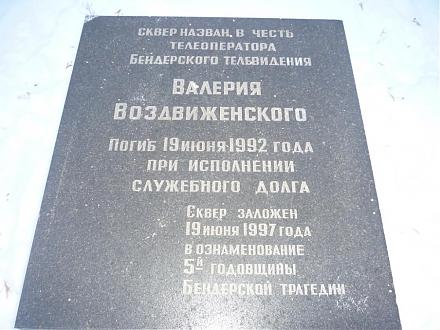 СКВЕР НАЗВАН, В ЧЕСТЬ
ТЕЛЕОПЕРАТОРА
БЕНДЕРСКОГО ТЕЛЕВИДЕНИЯ
ВАЛЕРИЯ
ВОЗДВИЖЕНСКОГО
ПОГИБ 19 ИЮНЯ 1992 ГОДА
ПРИ ИСПОЛНЕНИИ
СЛУЖЕБНОГО ДОЛГА
СКВЕР ЗАЛОЖЕН
19 ИЮНЯ 1997 ГОДА
В ОЗНАМЕНОВАНИЕ
5й ГОДОВЩИНЫ
БЕНДЕРСКОЙ ТРАГЕДИИ